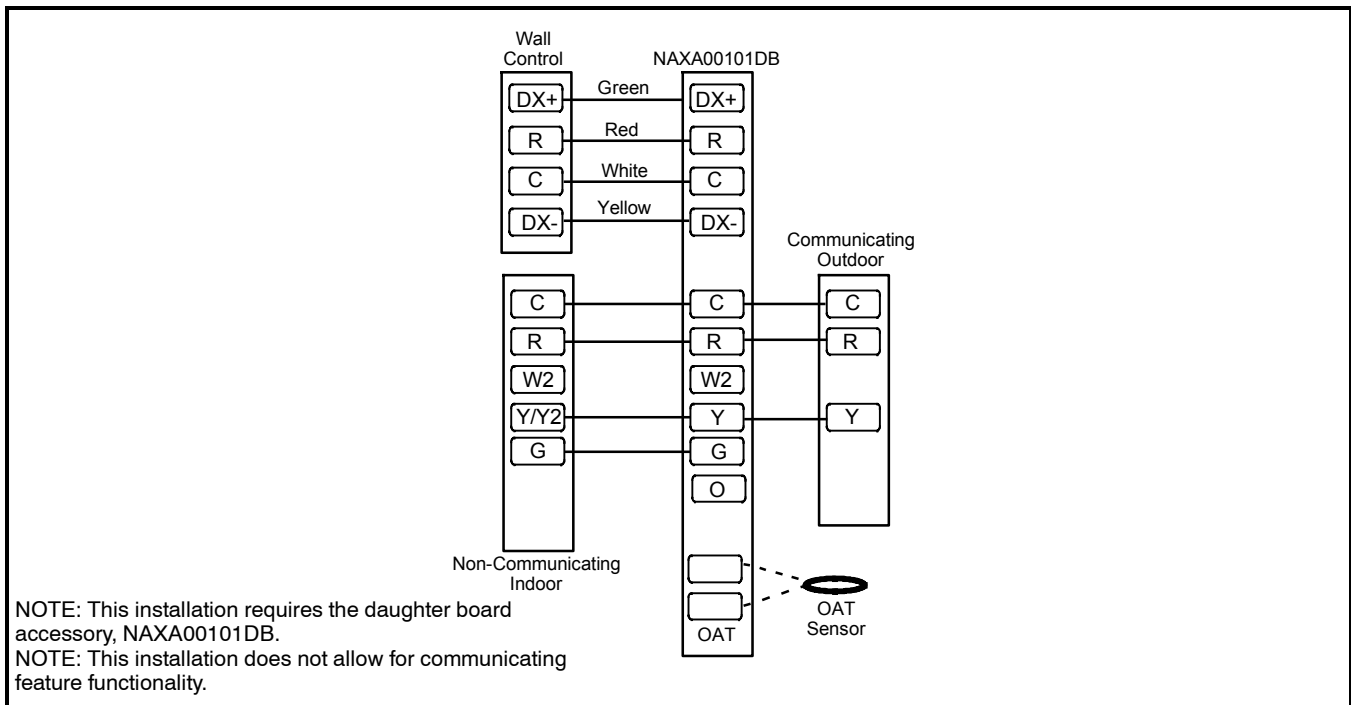 Wall
Control
NAXA00101DB
DX+
Green
DX+
R
Red
R
C
White
C
DX-
Yellow
DX-
Communicating
Outdoor
C
C
C
R
R
R
W2
W2
Y/Y2
Y
Y
G
G
O
Non-Communicating
Indoor
OAT
OAT
Sensor
NOTE: This installation requires the daughter board
accessory, NAXA00101DB.
NOTE: This installation does not allow for communicating
feature functionality.